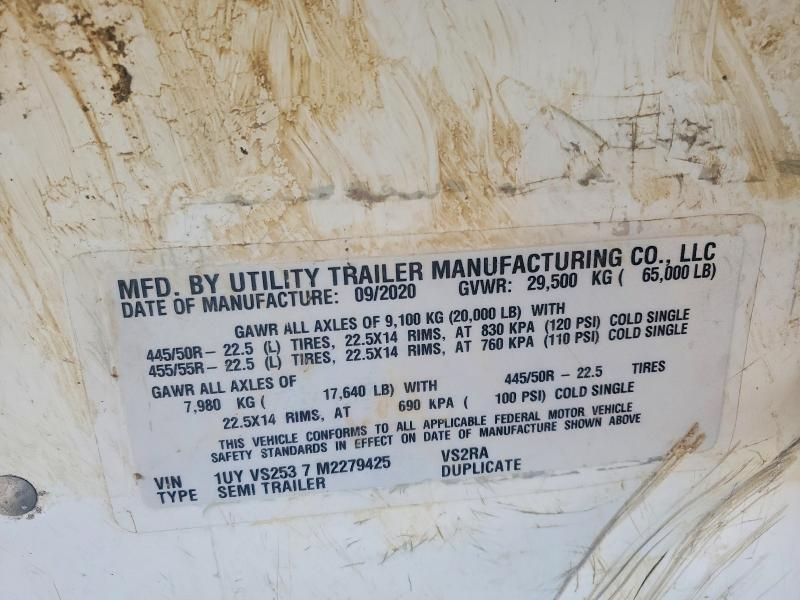 MFD. BY UTILITY TRAILER MANUFACTURING CO., LLC
DATE OF MANUFACTURE: 09/2020 GVWR: 29,500 KG ( 65,000 LB)
GAWR ALL AXLES OF 9,100 KG (20,000 LB) WITH
445/50R- 22.5 (L) TIRES, 22.5X14 RIMS, AT 830 KPA (120 PSI) COLD SINGLE
455/55R- 22.5 (L) TIRES, 22.5X14 RIMS, AT 760 KPA (110 PSI) COLD SINGLE
GAWR ALL AXLES OF
7,980 KG ( 17,640 LB) WITH 445/50R - 22.5 TIRES
22.5X14 RIMS, AT 690 KPA ( 100 PSI) COLD SINGLE
THIS VEHICLE CONFORMS TO ALL APPLICABLE FEDERAL MOTOR VEHICLE
SAFETY STANDARDS IN EFFECT ON DATE OF MANUFACTURE SHOWN ABOVE
VIN 1UY VS253 7 M2279425 VS2RA
TYPE SEMI TRAILER DUPLICATE